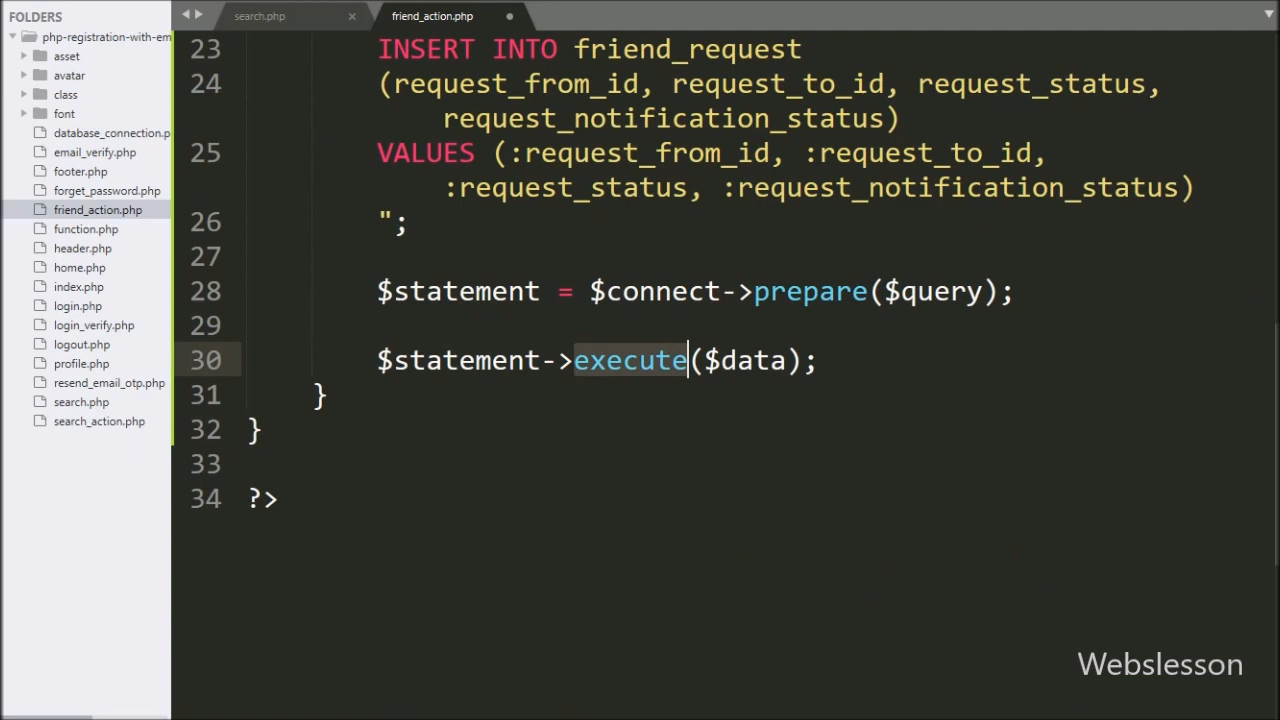 FOLDERS
php-registration-with-em
asset
avatar
class
font
database_connection.p
email_verify.php
footer.php
forget_password.php
friend_action.php
function.php
header.php
home.php
index.php
login.php
login_verify.php
logout.php
profile.php
resend_email_otp.php
search.php
search_action.php
search.php ×
friend_action.php
23 INSERT INTO friend_request
24 (request_from_id, request_to_id, request_status,
request_notification_status)
25 VALUES (:request_from_id, :request_to_id,
:request_status, :request_notification_status)
26 ";
27
28 $statement = $connect->prepare($query);
29
30 $statement->execute($data);
31 }
32 }
33
34 ?>
Webslesson